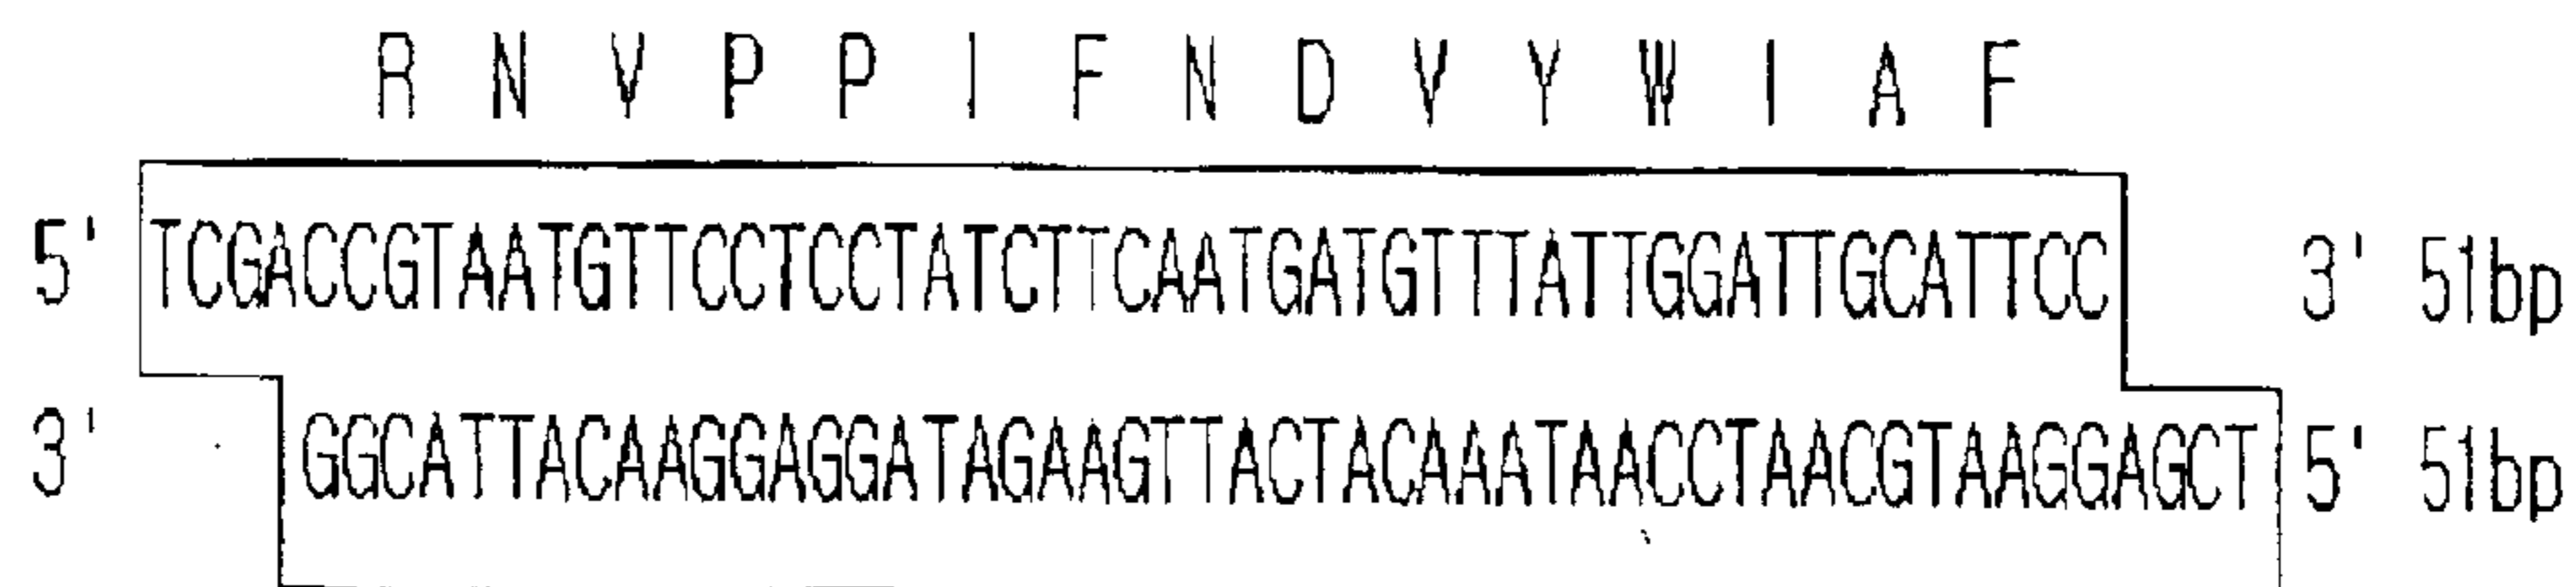 R N V P P I F N D V Y W I A F
5' TCGACCGTAATGTTCCTCCTATCTTCAATGATGTTTATTGGATTGCATTCC 3' 51bp
3' GGCATTACAAGGAGGATAGAAGTTACTACAAATAACCTAACGTAAGGAGCT 5' 51bp